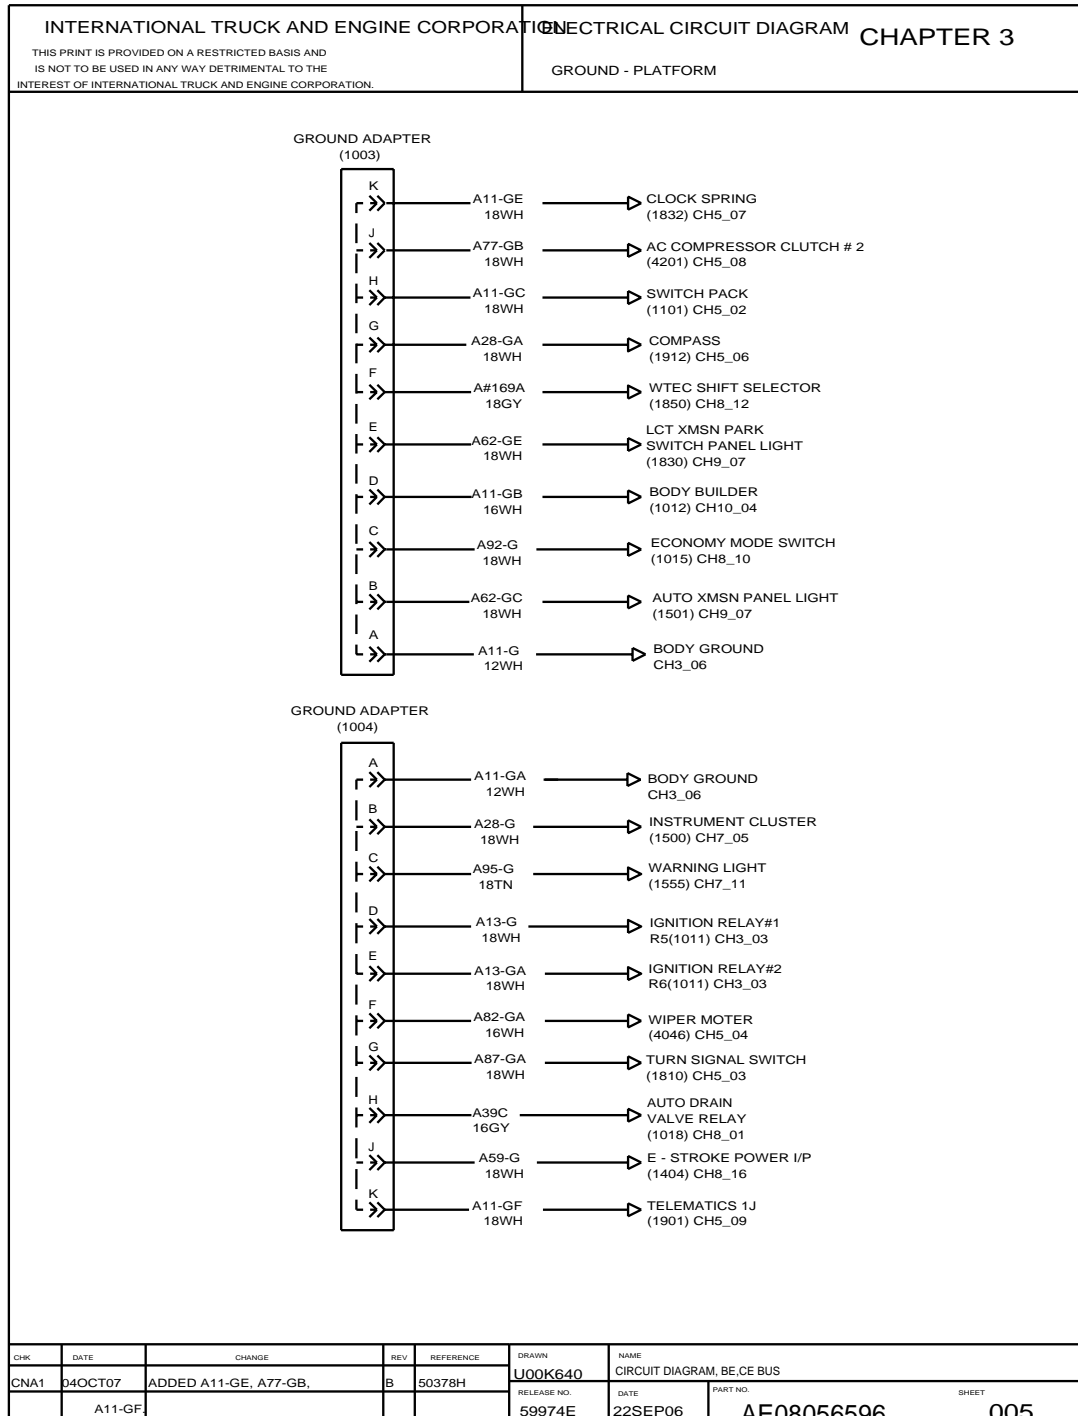 INTERNATIONAL TRUCK AND ENGINE CORPORATION
THIS PRINT IS PROVIDED ON A RESTRICTED BASIS AND
IS NOT TO BE USED IN ANY WAY DETRIMENTAL TO THE
INTEREST OF INTERNATIONAL TRUCK AND ENGINE CORPORATION.
ELECTRICAL CIRCUIT DIAGRAM
CHAPTER 3
GROUND - PLATFORM
GROUND ADAPTER
(1003)
K
A11-GE
18WH
CLOCK SPRING
(1832) CH5_07
J
A77-GB
18WH
AC COMPRESSOR CLUTCH # 2
(4201) CH5_08
H
A11-GC
18WH
SWITCH PACK
(1101) CH5_02
G
A28-GA
18WH
COMPASS
(1912) CH5_06
F
A#169A
18GY
WTEC SHIFT SELECTOR
(1850) CH8_12
E
A62-GE
18WH
LCT XMSN PARK
SWITCH PANEL LIGHT
(1830) CH9_07
D
A11-GB
16WH
BODY BUILDER
(1012) CH10_04
C
A92-G
18WH
ECONOMY MODE SWITCH
(1015) CH8_10
B
A62-GC
18WH
AUTO XMSN PANEL LIGHT
(1501) CH9_07
A
A11-G
12WH
BODY GROUND
CH3_06
GROUND ADAPTER
(1004)
A
A11-GA
12WH
BODY GROUND
CH3_06
B
A28-G
18WH
INSTRUMENT CLUSTER
(1500) CH7_05
C
A95-G
18TN
WARNING LIGHT
(1555) CH7_11
D
A13-G
18WH
IGNITION RELAY#1
R5(1011) CH3_03
E
A13-GA
18WH
IGNITION RELAY#2
R6(1011) CH3_03
F
A82-GA
16WH
WIPER MOTER
(4046) CH5_04
G
A87-GA
18WH
TURN SIGNAL SWITCH
(1810) CH5_03
H
A39C
16GY
AUTO DRAIN
VALVE RELAY
(1018) CH8_01
J
A59-G
18WH
E - STROKE POWER I/P
(1404) CH8_16
K
A11-GF
18WH
TELEMATICS 1J
(1901) CH5_09
CHK DATE CHANGE REV REFERENCE
CNA1 04OCT07 ADDED A11-GE, A77-GB, B 50378H
A11-GF.
DRAWN
U00K640
NAME
CIRCUIT DIAGRAM, BE,CE BUS
RELEASE NO.
59974E
DATE
22SEP06
PART NO.
AE08056596
SHEET
005